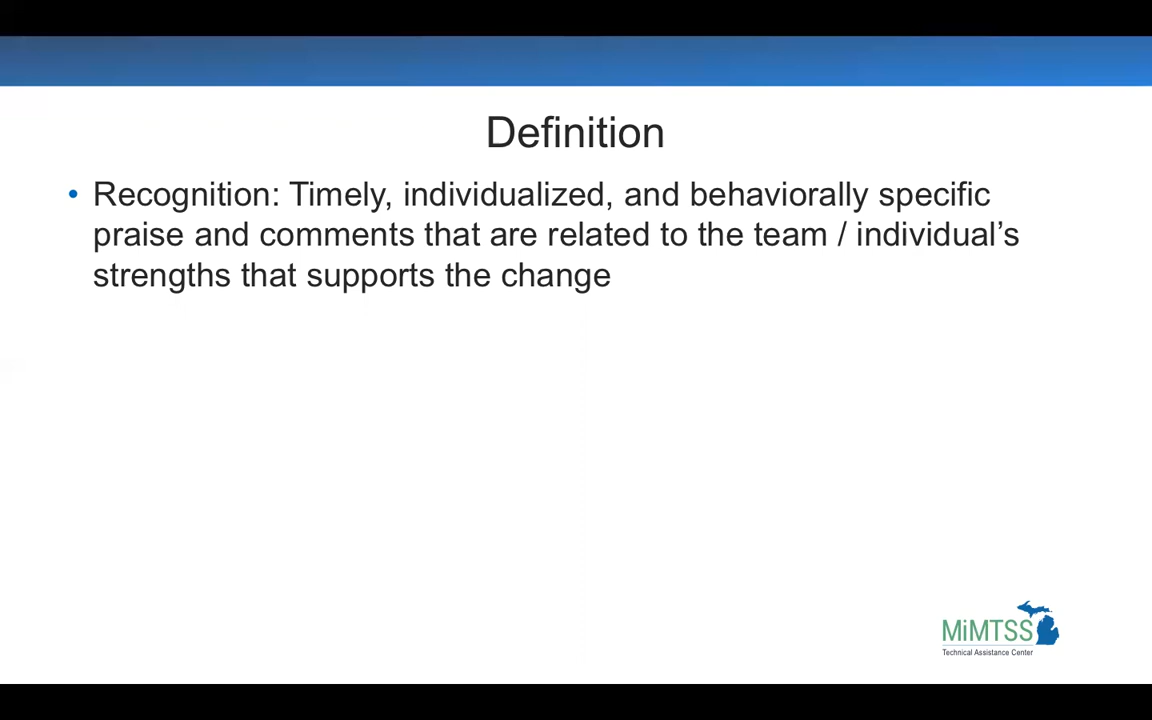 Definition
• Recognition: Timely, individualized, and behaviorally specific
praise and comments that are related to the team / individual’s
strengths that supports the change
MiMTSS
Technical Assistance Center